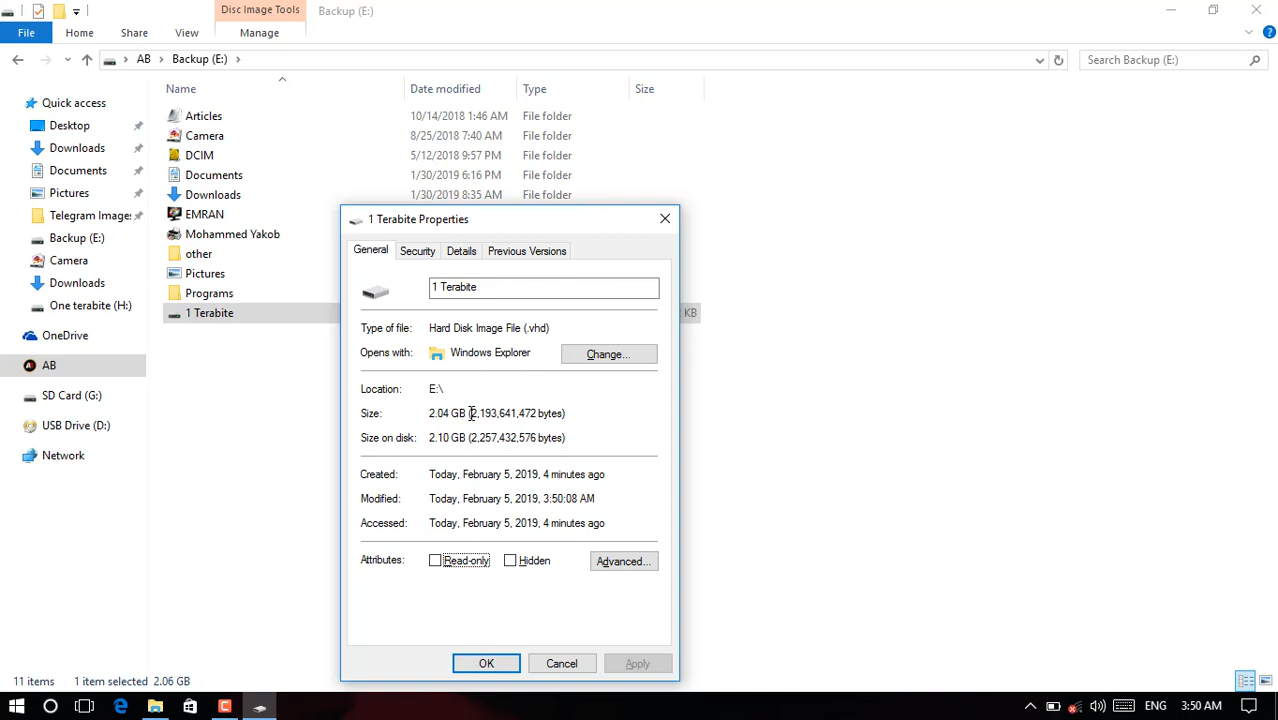 Disc Image Tools
Backup (E:)
File
Home
Share
View
Manage
AB
Backup (E:)
Search Backup (E:)
Name
Date modified
Type
Size
Quick access
Desktop
Downloads
Documents
Pictures
Telegram Images
Backup (E:)
Camera
Downloads
One terabite (H:)
OneDrive
AB
SD Card (G:)
USB Drive (D:)
Network
Articles 10/14/2018 1:46 AM File folder
Camera 8/25/2018 7:40 AM File folder
DCIM 5/12/2018 9:57 PM File folder
Documents 1/30/2019 6:16 PM File folder
Downloads 1/30/2019 8:35 AM File folder
EMRAN
Mohammed Yakob
other
Pictures
Programs
1 Terabite KB
1 Terabite Properties
General Security Details Previous Versions
1 Terabite
Type of file: Hard Disk Image File (.vhd)
Opens with: Windows Explorer Change...
Location: E:\
Size: 2.04 GB (2,193,641,472 bytes)
Size on disk: 2.10 GB (2,257,432,576 bytes)
Created: Today, February 5, 2019, 4 minutes ago
Modified: Today, February 5, 2019, 3:50:08 AM
Accessed: Today, February 5, 2019, 4 minutes ago
Attributes: Read-only Hidden Advanced...
OK Cancel Apply
11 items 1 item selected 2.06 GB
ENG 3:50 AM